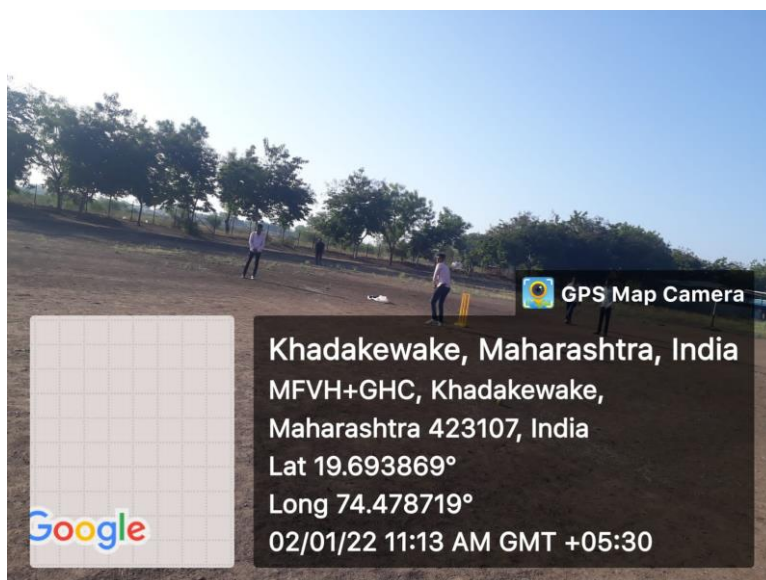 GPS Map Camera
Khadakewake, Maharashtra, India
MFVH+GHC, Khadakewake,
Maharashtra 423107, India
Lat 19.693869°
Long 74.478719°
02/01/22 11:13 AM GMT +05:30
Google